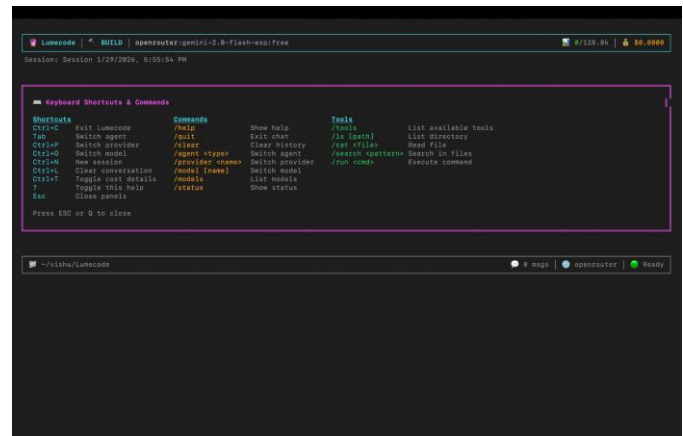 Lumecode | BUILD | openrouter:gemini-2.0-flash-exp:free 0/128.0k | $0.0000
Session: Session 1/29/2026, 5:55:54 PM
Keyboard Shortcuts & Commands
Shortcuts Commands Tools
Ctrl+C Exit Lumecode /help Show help /tools List available tools
Tab Switch agent /quit Exit chat /ls [path] List directory
Ctrl+P Switch provider /clear Clear history /cat <file> Read file
Ctrl+O Switch model /agent <type> Switch agent /search <pattern> Search in files
Ctrl+N New session /provider <name> Switch provider /run <cmd> Execute command
Ctrl+L Clear conversation /model [name] Switch model
Ctrl+T Toggle cost details /models List models
? Toggle this help /status Show status
Esc Close panels
Press ESC or Q to close
~/vishu/Lumecode 0 msgs | openrouter | Ready